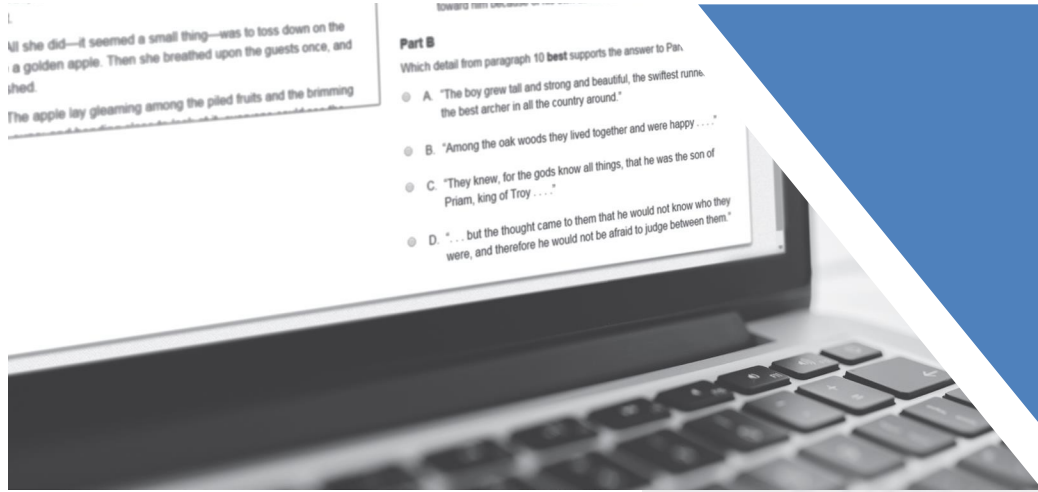 All she did—it seemed a small thing—was to toss down on the
a golden apple. Then she breathed upon the guests once, and
The apple lay gleaming among the piled fruits and the brimming
toward him because of his
Part B
Which detail from paragraph 10 best supports the answer to
A. "The boy grew tall and strong and beautiful, the swiftest
the best archer in all the country around."
B. "Among the oak woods they lived together and were happy . . . ."
C. "They knew, for the gods know all things, that he was the son of
Priam, king of Troy . . . ."
D. ". . . but the thought came to them that he would not know who they
were, and therefore he would not be afraid to judge between them."